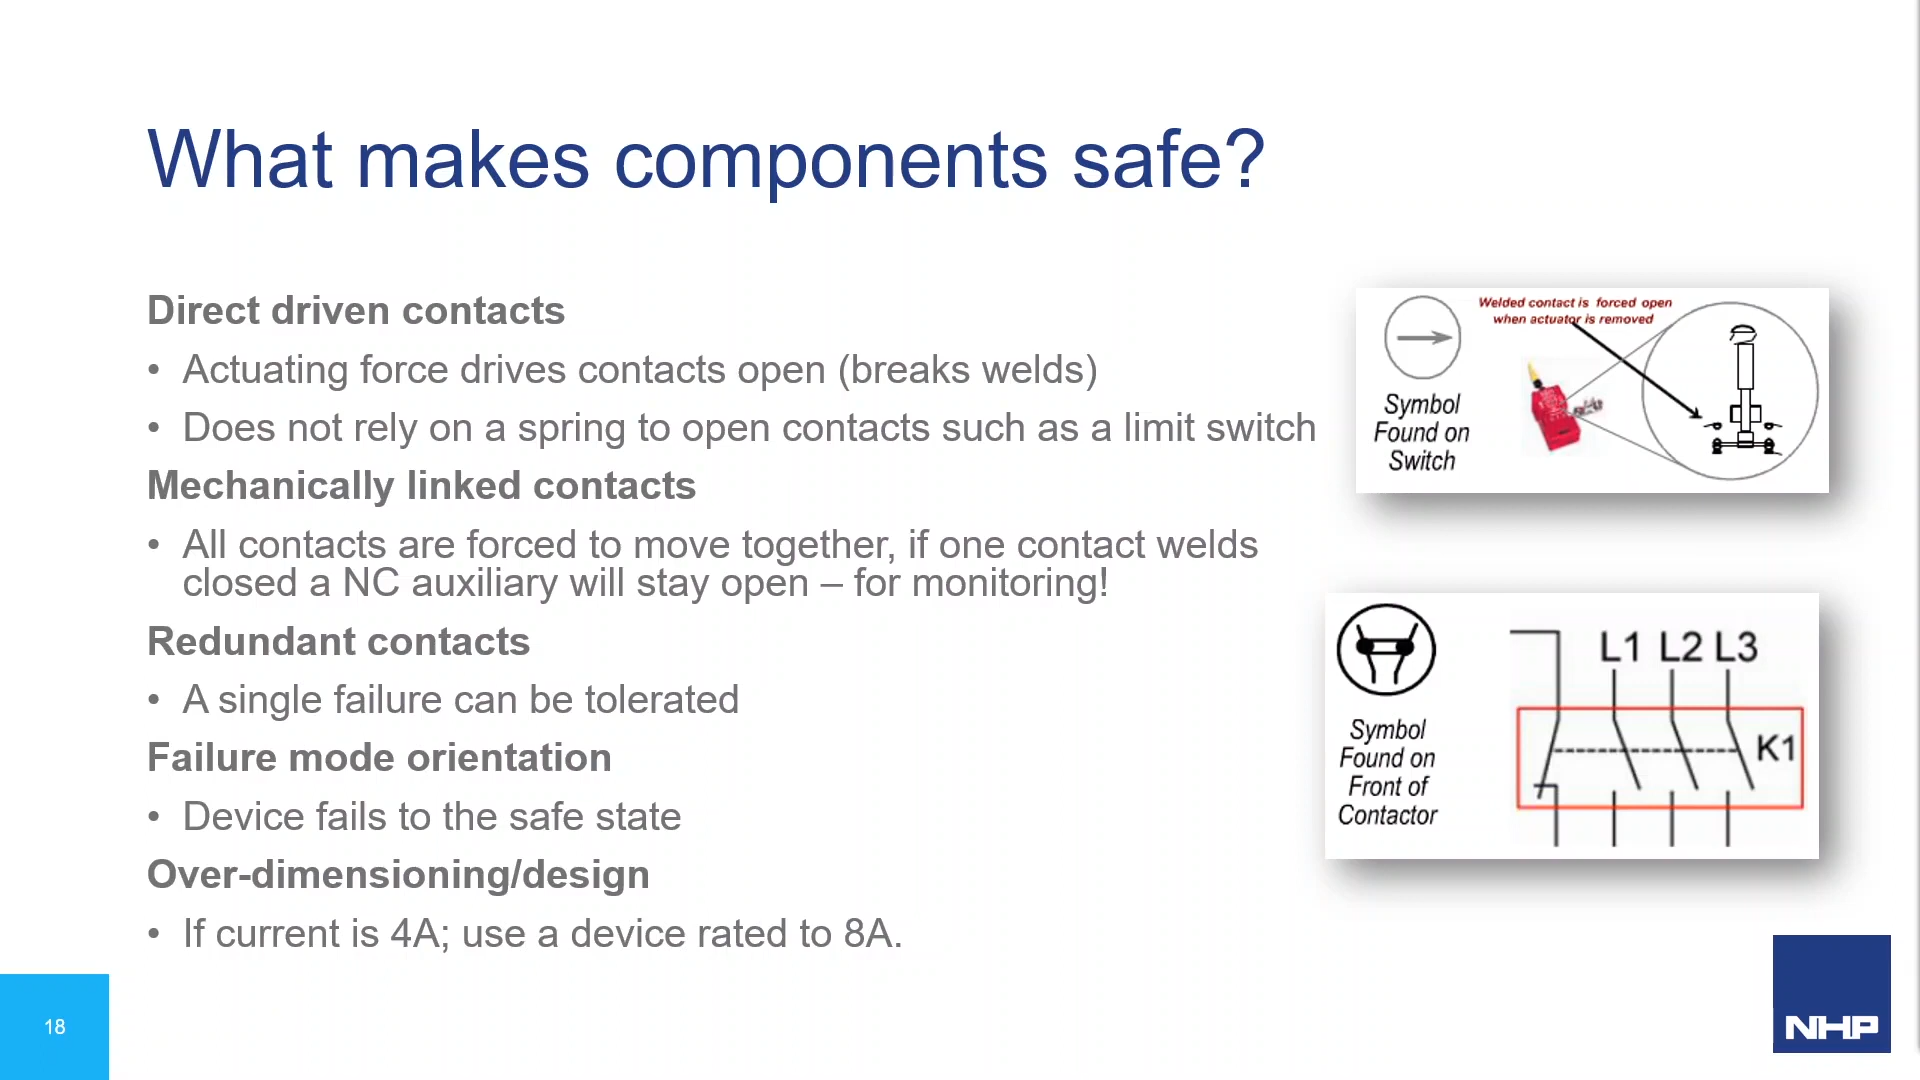 What makes components safe?
Direct driven contacts
• Actuating force drives contacts open (breaks welds)
• Does not rely on a spring to open contacts such as a limit switch
Mechanically linked contacts
• All contacts are forced to move together, if one contact welds
closed a NC auxiliary will stay open – for monitoring!
Redundant contacts
• A single failure can be tolerated
Failure mode orientation
• Device fails to the safe state
Over-dimensioning/design
• If current is 4A; use a device rated to 8A.
Welded contact is forced open
when actuator is removed
Symbol
Found on
Switch
L1 L2 L3
K1
Symbol
Found on
Front of
Contactor
18
NHP